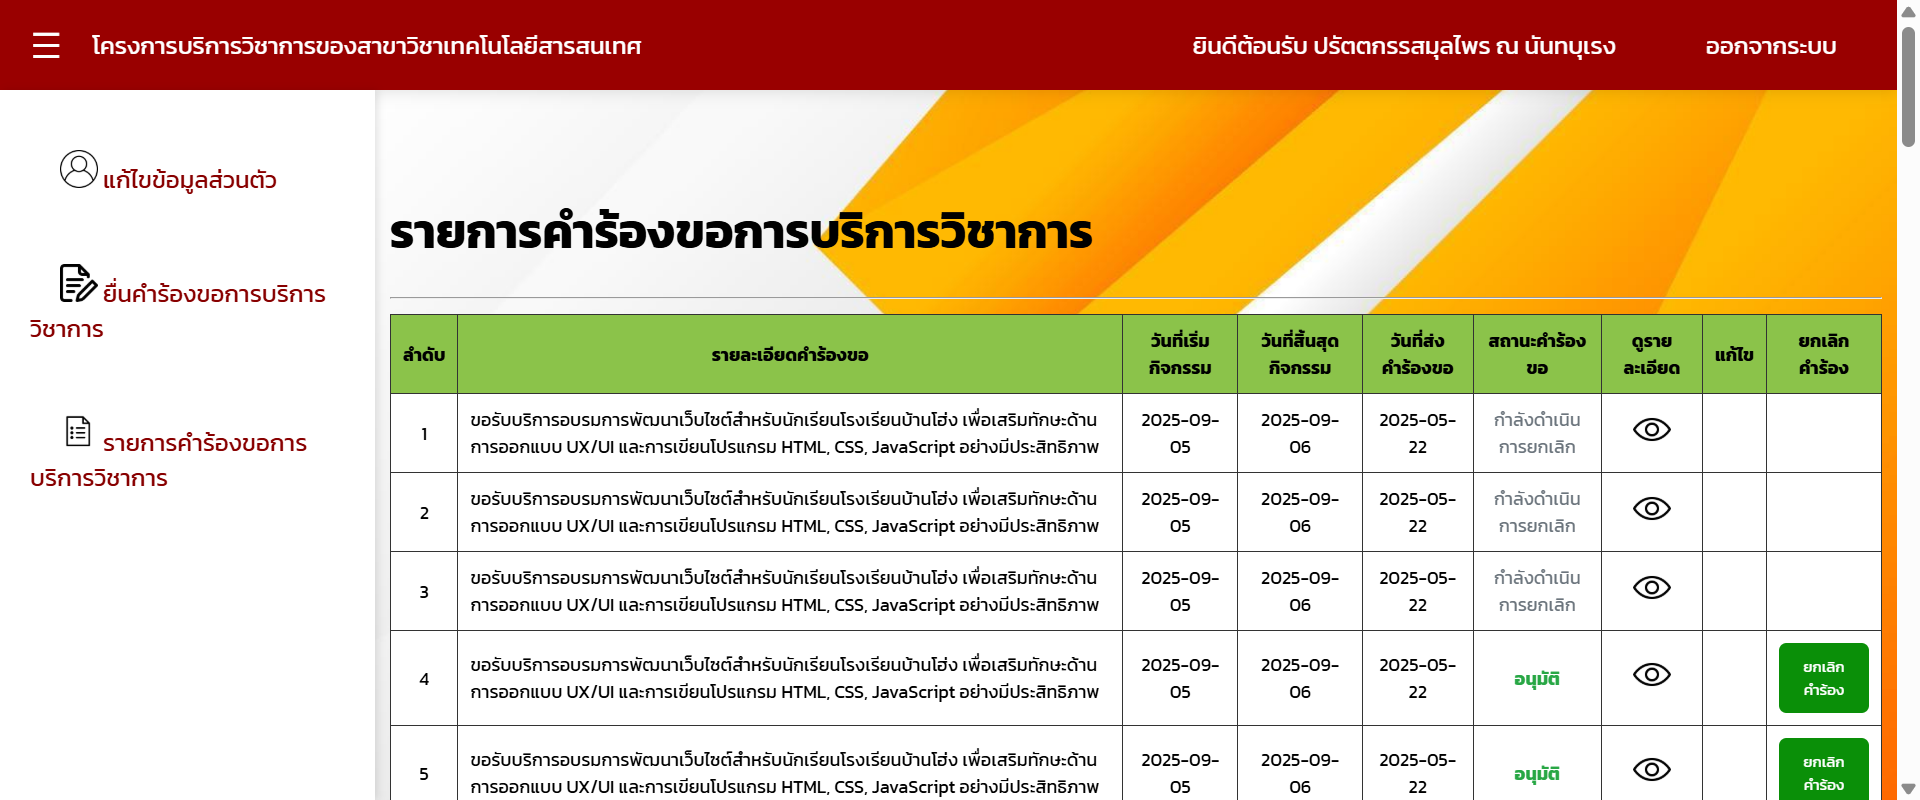 ☰ โครงการบริการวิชาการของสาขาวิชาเทคโนโลยีสารสนเทศ ยินดีต้อนรับ ปรัตตกรรสมุลไพร ณ นันทบุเรง ออกจากระบบ
แก้ไขข้อมูลส่วนตัว
ยื่นคำร้องขอการบริการ
วิชาการ
รายการคำร้องขอการ
บริการวิชาการ
รายการคำร้องขอการบริการวิชาการ
ลำดับ รายละเอียดคำร้องขอ วันที่เริ่ม วันที่สิ้นสุด วันที่ส่ง สถานะคำร้อง ดูราย แก้ไข ยกเลิก
กิจกรรม กิจกรรม คำร้องขอ ขอ ละเอียด คำร้อง
1 ขอรับบริการอบรมการพัฒนาเว็บไซต์สำหรับนักเรียนโรงเรียนบ้านโฮ่ง เพื่อเสริมทักษะด้าน 2025-09- 2025-09- 2025-05- กำลังดำเนิน
การออกแบบ UX/UI และการเขียนโปรแกรม HTML, CSS, JavaScript อย่างมีประสิทธิภาพ 05 06 22 การยกเลิก
2 ขอรับบริการอบรมการพัฒนาเว็บไซต์สำหรับนักเรียนโรงเรียนบ้านโฮ่ง เพื่อเสริมทักษะด้าน 2025-09- 2025-09- 2025-05- กำลังดำเนิน
การออกแบบ UX/UI และการเขียนโปรแกรม HTML, CSS, JavaScript อย่างมีประสิทธิภาพ 05 06 22 การยกเลิก
3 ขอรับบริการอบรมการพัฒนาเว็บไซต์สำหรับนักเรียนโรงเรียนบ้านโฮ่ง เพื่อเสริมทักษะด้าน 2025-09- 2025-09- 2025-05- กำลังดำเนิน
การออกแบบ UX/UI และการเขียนโปรแกรม HTML, CSS, JavaScript อย่างมีประสิทธิภาพ 05 06 22 การยกเลิก
4 ขอรับบริการอบรมการพัฒนาเว็บไซต์สำหรับนักเรียนโรงเรียนบ้านโฮ่ง เพื่อเสริมทักษะด้าน 2025-09- 2025-09- 2025-05- อนุมัติ ยกเลิก
การออกแบบ UX/UI และการเขียนโปรแกรม HTML, CSS, JavaScript อย่างมีประสิทธิภาพ 05 06 22 คำร้อง
5 ขอรับบริการอบรมการพัฒนาเว็บไซต์สำหรับนักเรียนโรงเรียนบ้านโฮ่ง เพื่อเสริมทักษะด้าน 2025-09- 2025-09- 2025-05- อนุมัติ ยกเลิก
การออกแบบ UX/UI และการเขียนโปรแกรม HTML, CSS, JavaScript อย่างมีประสิทธิภาพ 05 06 22 คำร้อง